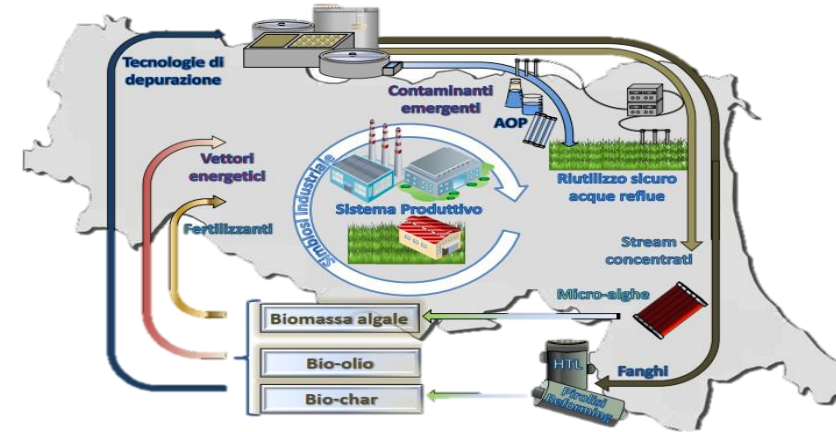 Tecnologie di
depurazione
Contaminanti
emergenti
AOP
Vettori
energetici
Riutilizzo sicuro
acque reflue
Simbiosi industriale
Sistema Produttivo
Fertilizzanti
Stream
concentrati
Micro-alghe
Biomassa algale
Bio-olio
Bio-char
HTL
Fanghi
Pirolisi
Reforming